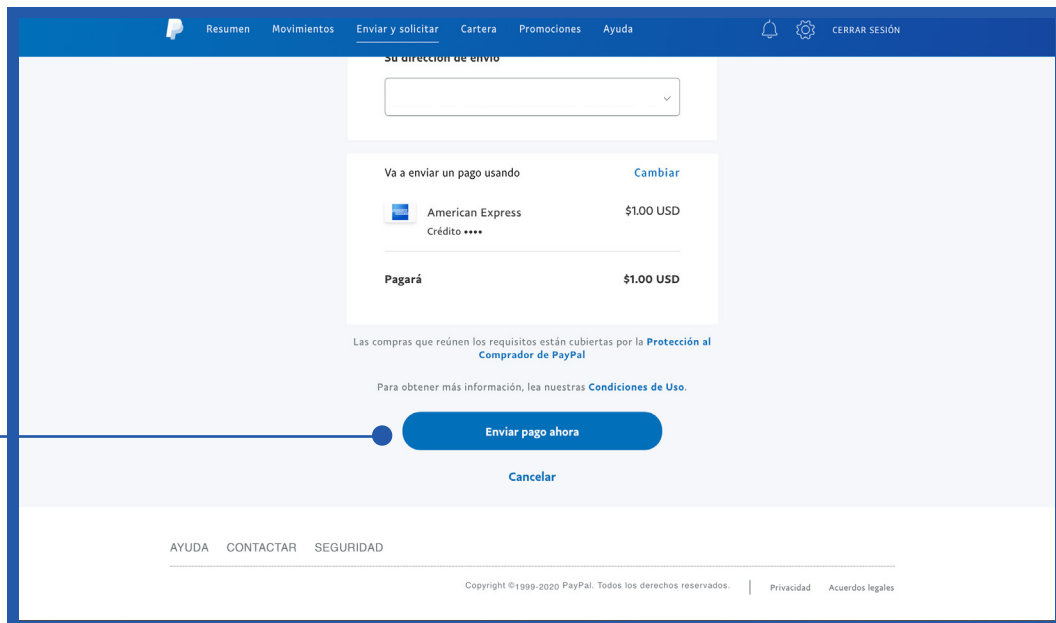 Resumen Movimientos Enviar y solicitar Cartera Promociones Ayuda CERRAR SESIÓN
Su dirección de envío
Va a enviar un pago usando Cambiar
American Express $1.00 USD
Crédito ••••
Pagará $1.00 USD
Las compras que reúnen los requisitos están cubiertas por la Protección al
Comprador de PayPal
Para obtener más información, lea nuestras Condiciones de Uso.
Enviar pago ahora
Cancelar
AYUDA CONTACTAR SEGURIDAD
Copyright ©1999-2020 PayPal. Todos los derechos reservados. | Privacidad Acuerdos legales